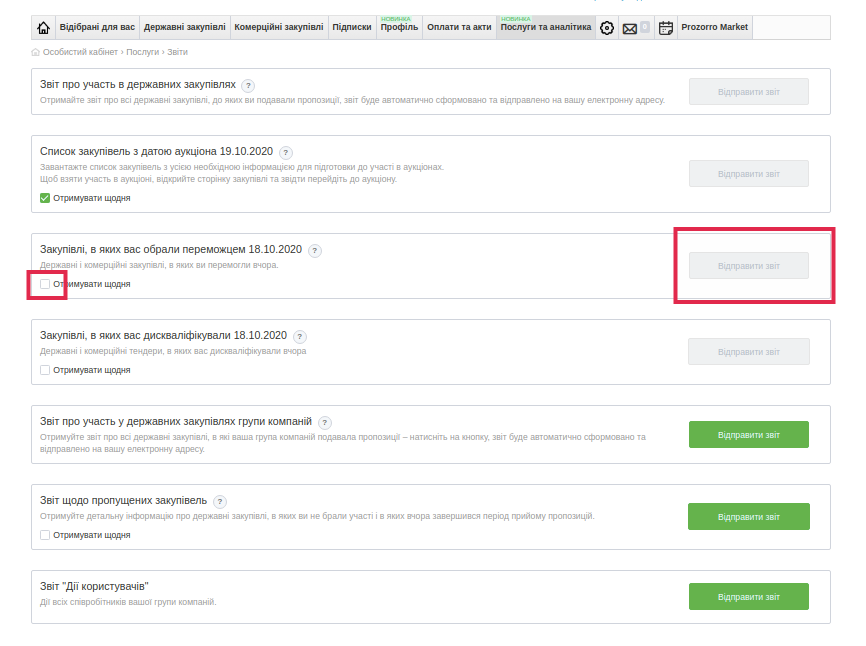 НОВИНКА НОВИНКА
Відібрані для вас Державні закупівлі Комерційні закупівлі Підписки Профіль Оплати та акти Послуги та аналітика 0 Prozorro Market
Особистий кабінет › Послуги › Звіти
Звіт про участь в державних закупівлях ?
Отримайте звіт про всі державні закупівлі, до яких ви подавали пропозиції, звіт буде автоматично сформовано та відправлено на вашу електронну адресу.
Відправити звіт
Список закупівель з датою аукціона 19.10.2020 ?
Завантажте список закупівель з усією необхідною інформацією для підготовки до участі в аукціонах.
Щоб взяти участь в аукціоні, відкрийте сторінку закупівлі та звідти перейдіть до аукціону.
Отримувати щодня
Відправити звіт
Закупівлі, в яких вас обрали переможцем 18.10.2020 ?
Державні і комерційні закупівлі, в яких ви перемогли вчора.
Отримувати щодня
Відправити звіт
Закупівлі, в яких вас дискваліфікували 18.10.2020 ?
Державні і комерційні тендери, в яких вас дискваліфікували вчора
Отримувати щодня
Відправити звіт
Звіт про участь у державних закупівлях групи компаній ?
Отримуйте звіт про всі державні закупівлі, в які ваша група компаній подавала пропозиції – натисніть на кнопку, звіт буде автоматично сформовано та
відправлено на вашу електронну адресу.
Відправити звіт
Звіт щодо пропущених закупівель ?
Отримуйте детальну інформацію про державні закупівлі, в яких ви не брали участі і в яких вчора завершився період прийому пропозицій.
Отримувати щодня
Відправити звіт
Звіт "Дії користувачів"
Дії всіх співробітників вашої групи компаній.
Відправити звіт